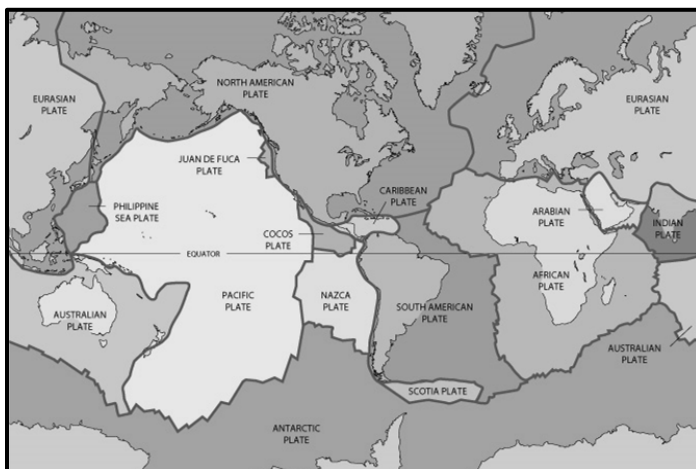 NORTH AMERICAN
PLATE
EURASIAN
PLATE
EURASIAN
PLATE
JUAN DE FUCA
PLATE
PHILIPPINE
SEA PLATE
CARIBBEAN
PLATE
ARABIAN
PLATE
INDIAN
PLATE
COCOS
PLATE
EQUATOR
AFRICAN
PLATE
PACIFIC
PLATE
NAZCA
PLATE
SOUTH AMERICAN
PLATE
AUSTRALIAN
PLATE
AUSTRALIAN
PLATE
SCOTIA PLATE
ANTARCTIC
PLATE